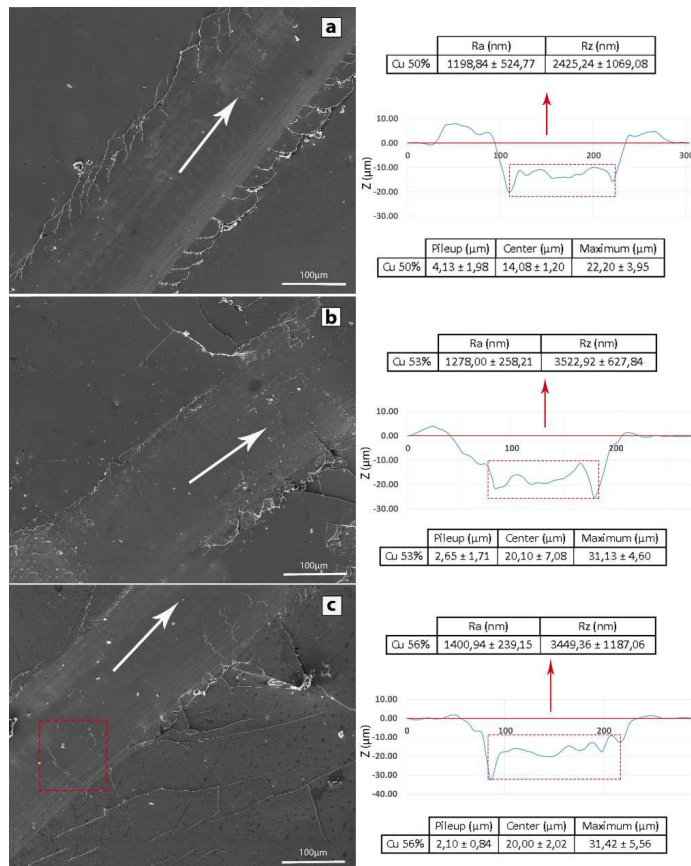 a
100µm
Ra (nm) Rz (nm)
Cu 50% 1198,84 ± 524,77 2425,24 ± 1069,08
10.00
0.00
-10.00
-20.00
-30.00
Z (µm)
0 100 200 300
Pileup (µm) Center (µm) Maximum (µm)
Cu 50% 4,13 ± 1,98 14,08 ± 1,20 22,20 ± 3,95
b
100µm
Ra (nm) Rz (nm)
Cu 53% 1278,00 ± 258,21 3522,92 ± 627,84
10.00
0.00
-10.00
-20.00
-30.00
Z (µm)
0 100 200
Pileup (µm) Center (µm) Maximum (µm)
Cu 53% 2,65 ± 1,71 20,10 ± 7,08 31,13 ± 4,60
c
100µm
Ra (nm) Rz (nm)
Cu 56% 1400,94 ± 239,15 3449,36 ± 1187,06
10.00
0.00
-10.00
-20.00
-30.00
-40.00
Z (µm)
0 100 200
Pileup (µm) Center (µm) Maximum (µm)
Cu 56% 2,10 ± 0,84 20,00 ± 2,02 31,42 ± 5,56